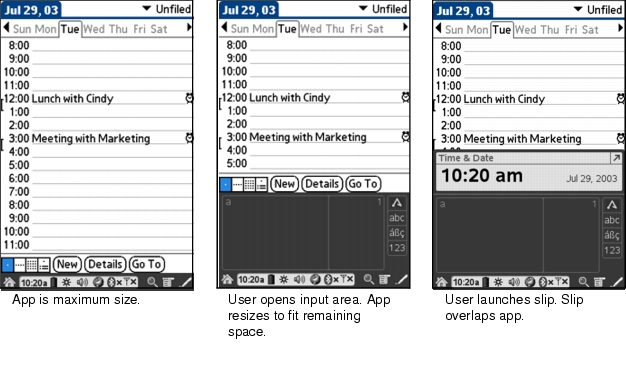 Jul 29, 03 Unfiled
Sun Mon Tue Wed Thu Fri Sat
8:00
9:00
10:00
11:00
12:00 Lunch with Cindy
1:00
2:00
3:00 Meeting with Marketing
4:00
5:00
6:00
7:00
8:00
9:00
10:00
11:00
New Details Go To
10:20a
App is maximum size.
Jul 29, 03 Unfiled
Sun Mon Tue Wed Thu Fri Sat
8:00
9:00
10:00
11:00
12:00 Lunch with Cindy
1:00
2:00
3:00 Meeting with Marketing
4:00
5:00
New Details Go To
a 1
abc
áßç
123
10:20a
User opens input area. App
resizes to fit remaining
space.
Jul 29, 03 Unfiled
Sun Mon Tue Wed Thu Fri Sat
8:00
9:00
10:00
11:00
12:00 Lunch with Cindy
1:00
2:00
3:00 Meeting with Marketing
Time & Date
10:20 am Jul 29, 2003
a 1
abc
áßç
123
10:20a
User launches slip. Slip
overlaps app.